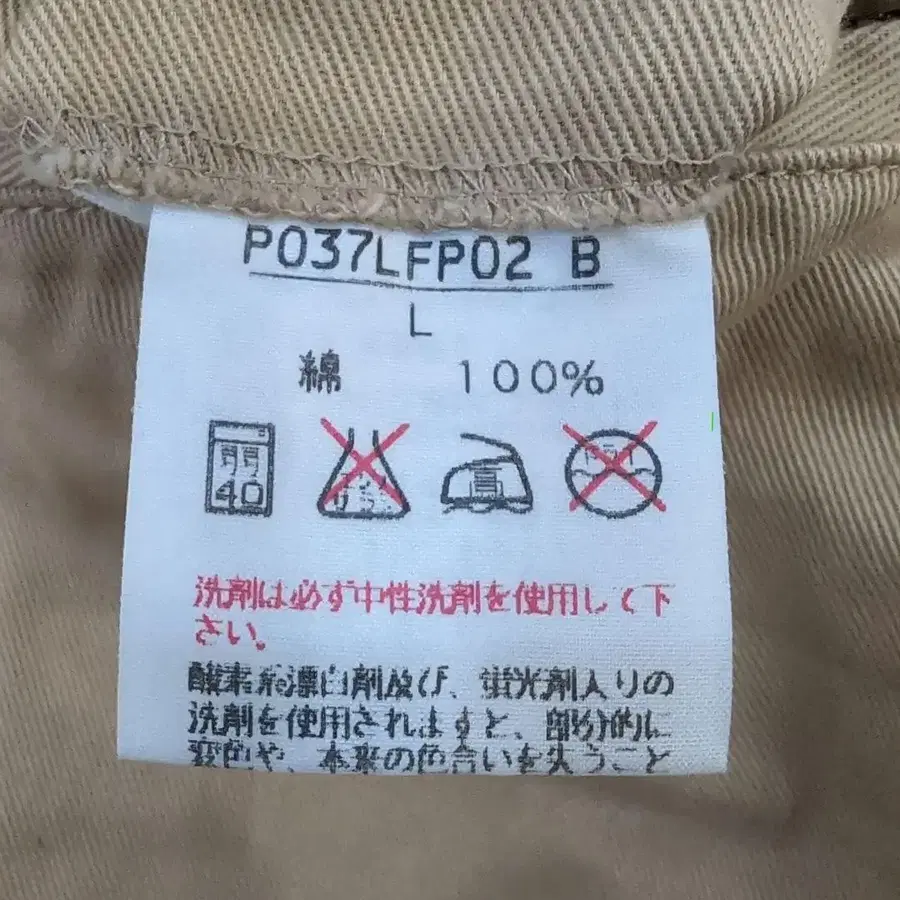 P037LFP02 B
L
綿 100%
40
洗剤は必ず中性洗剤を使用して下
さい。
酸素系漂白剤及び、蛍光剤入りの
洗剤を使用されますと、部分的に
変色や、本来の色合いを失うこと